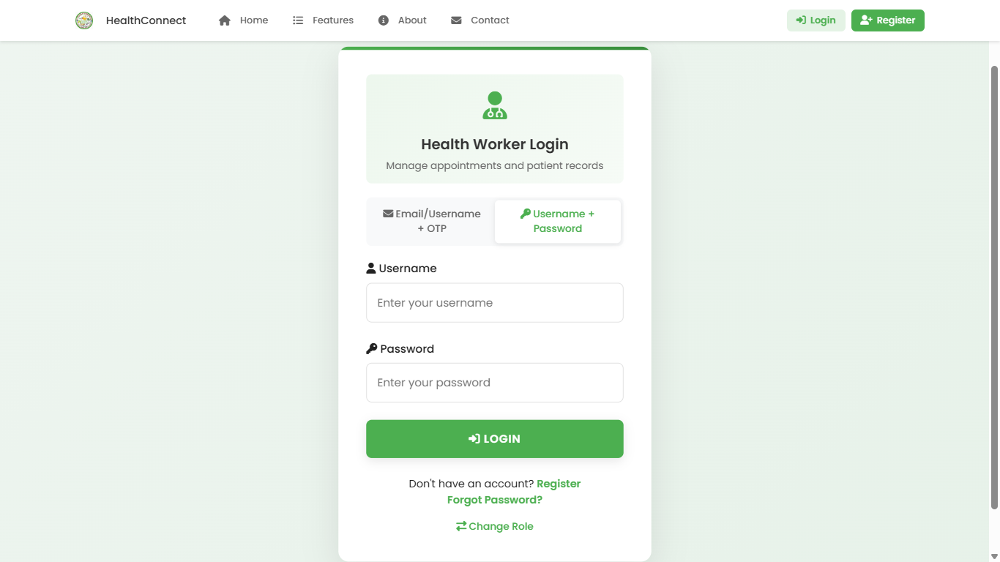 HealthConnect
Home
Features
About
Contact
Login
Register
Health Worker Login
Manage appointments and patient records
Email/Username
+ OTP
Username +
Password
Username
Enter your username
Password
Enter your password
LOGIN
Don't have an account? Register
Forgot Password?
Change Role